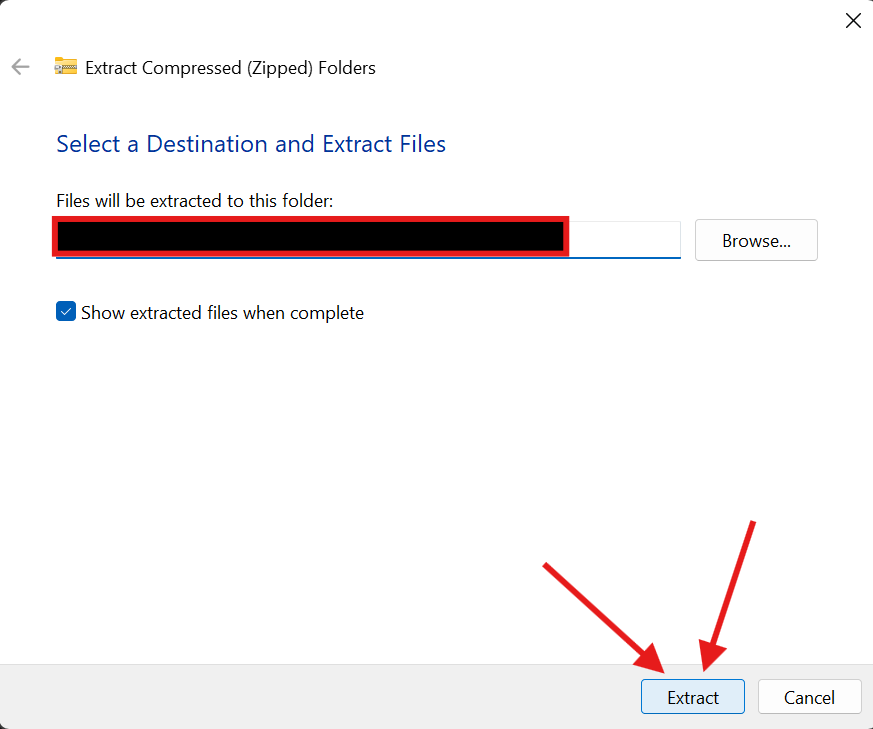 Extract Compressed (Zipped) Folders
Select a Destination and Extract Files
Files will be extracted to this folder:
Browse...
Show extracted files when complete
Extract
Cancel